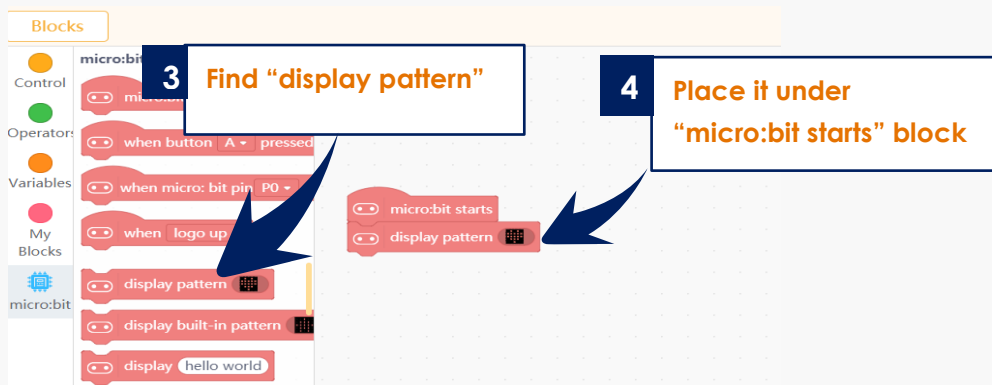 Blocks
Control
Operators
Variables
My
Blocks
micro:bit
micro:bit
when button A pressed
when micro: bit pin P0
when logo up
display pattern
display built-in pattern
display hello world
3
Find “display pattern”
4
Place it under
“micro:bit starts” block
micro:bit starts
display pattern